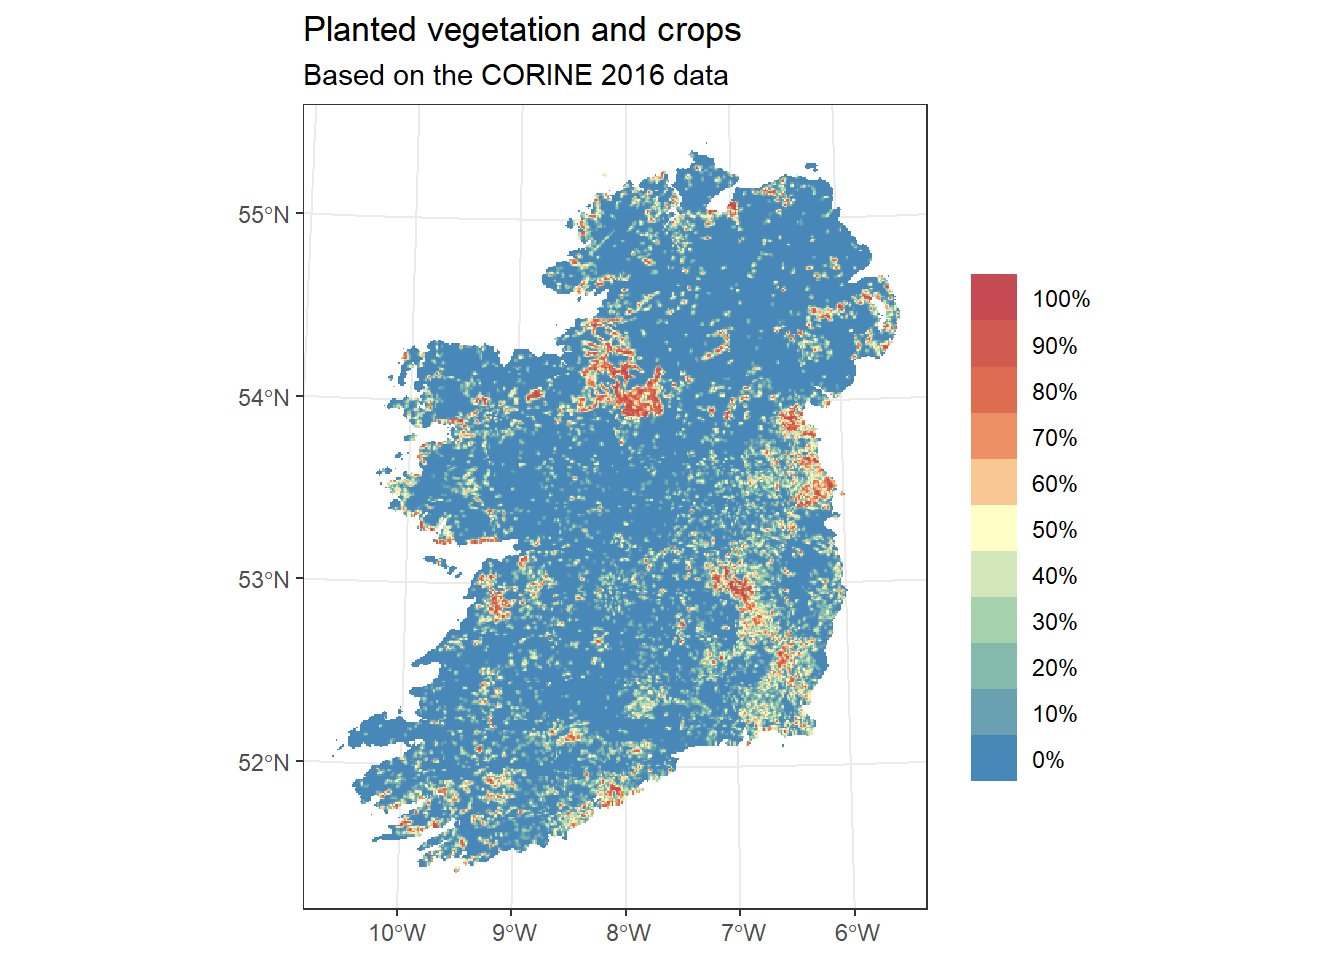 Planted vegetation and crops
Based on the CORINE 2016 data
55°N
54°N
53°N
52°N
10°W
9°W
8°W
7°W
6°W
100%
90%
80%
70%
60%
50%
40%
30%
20%
10%
0%